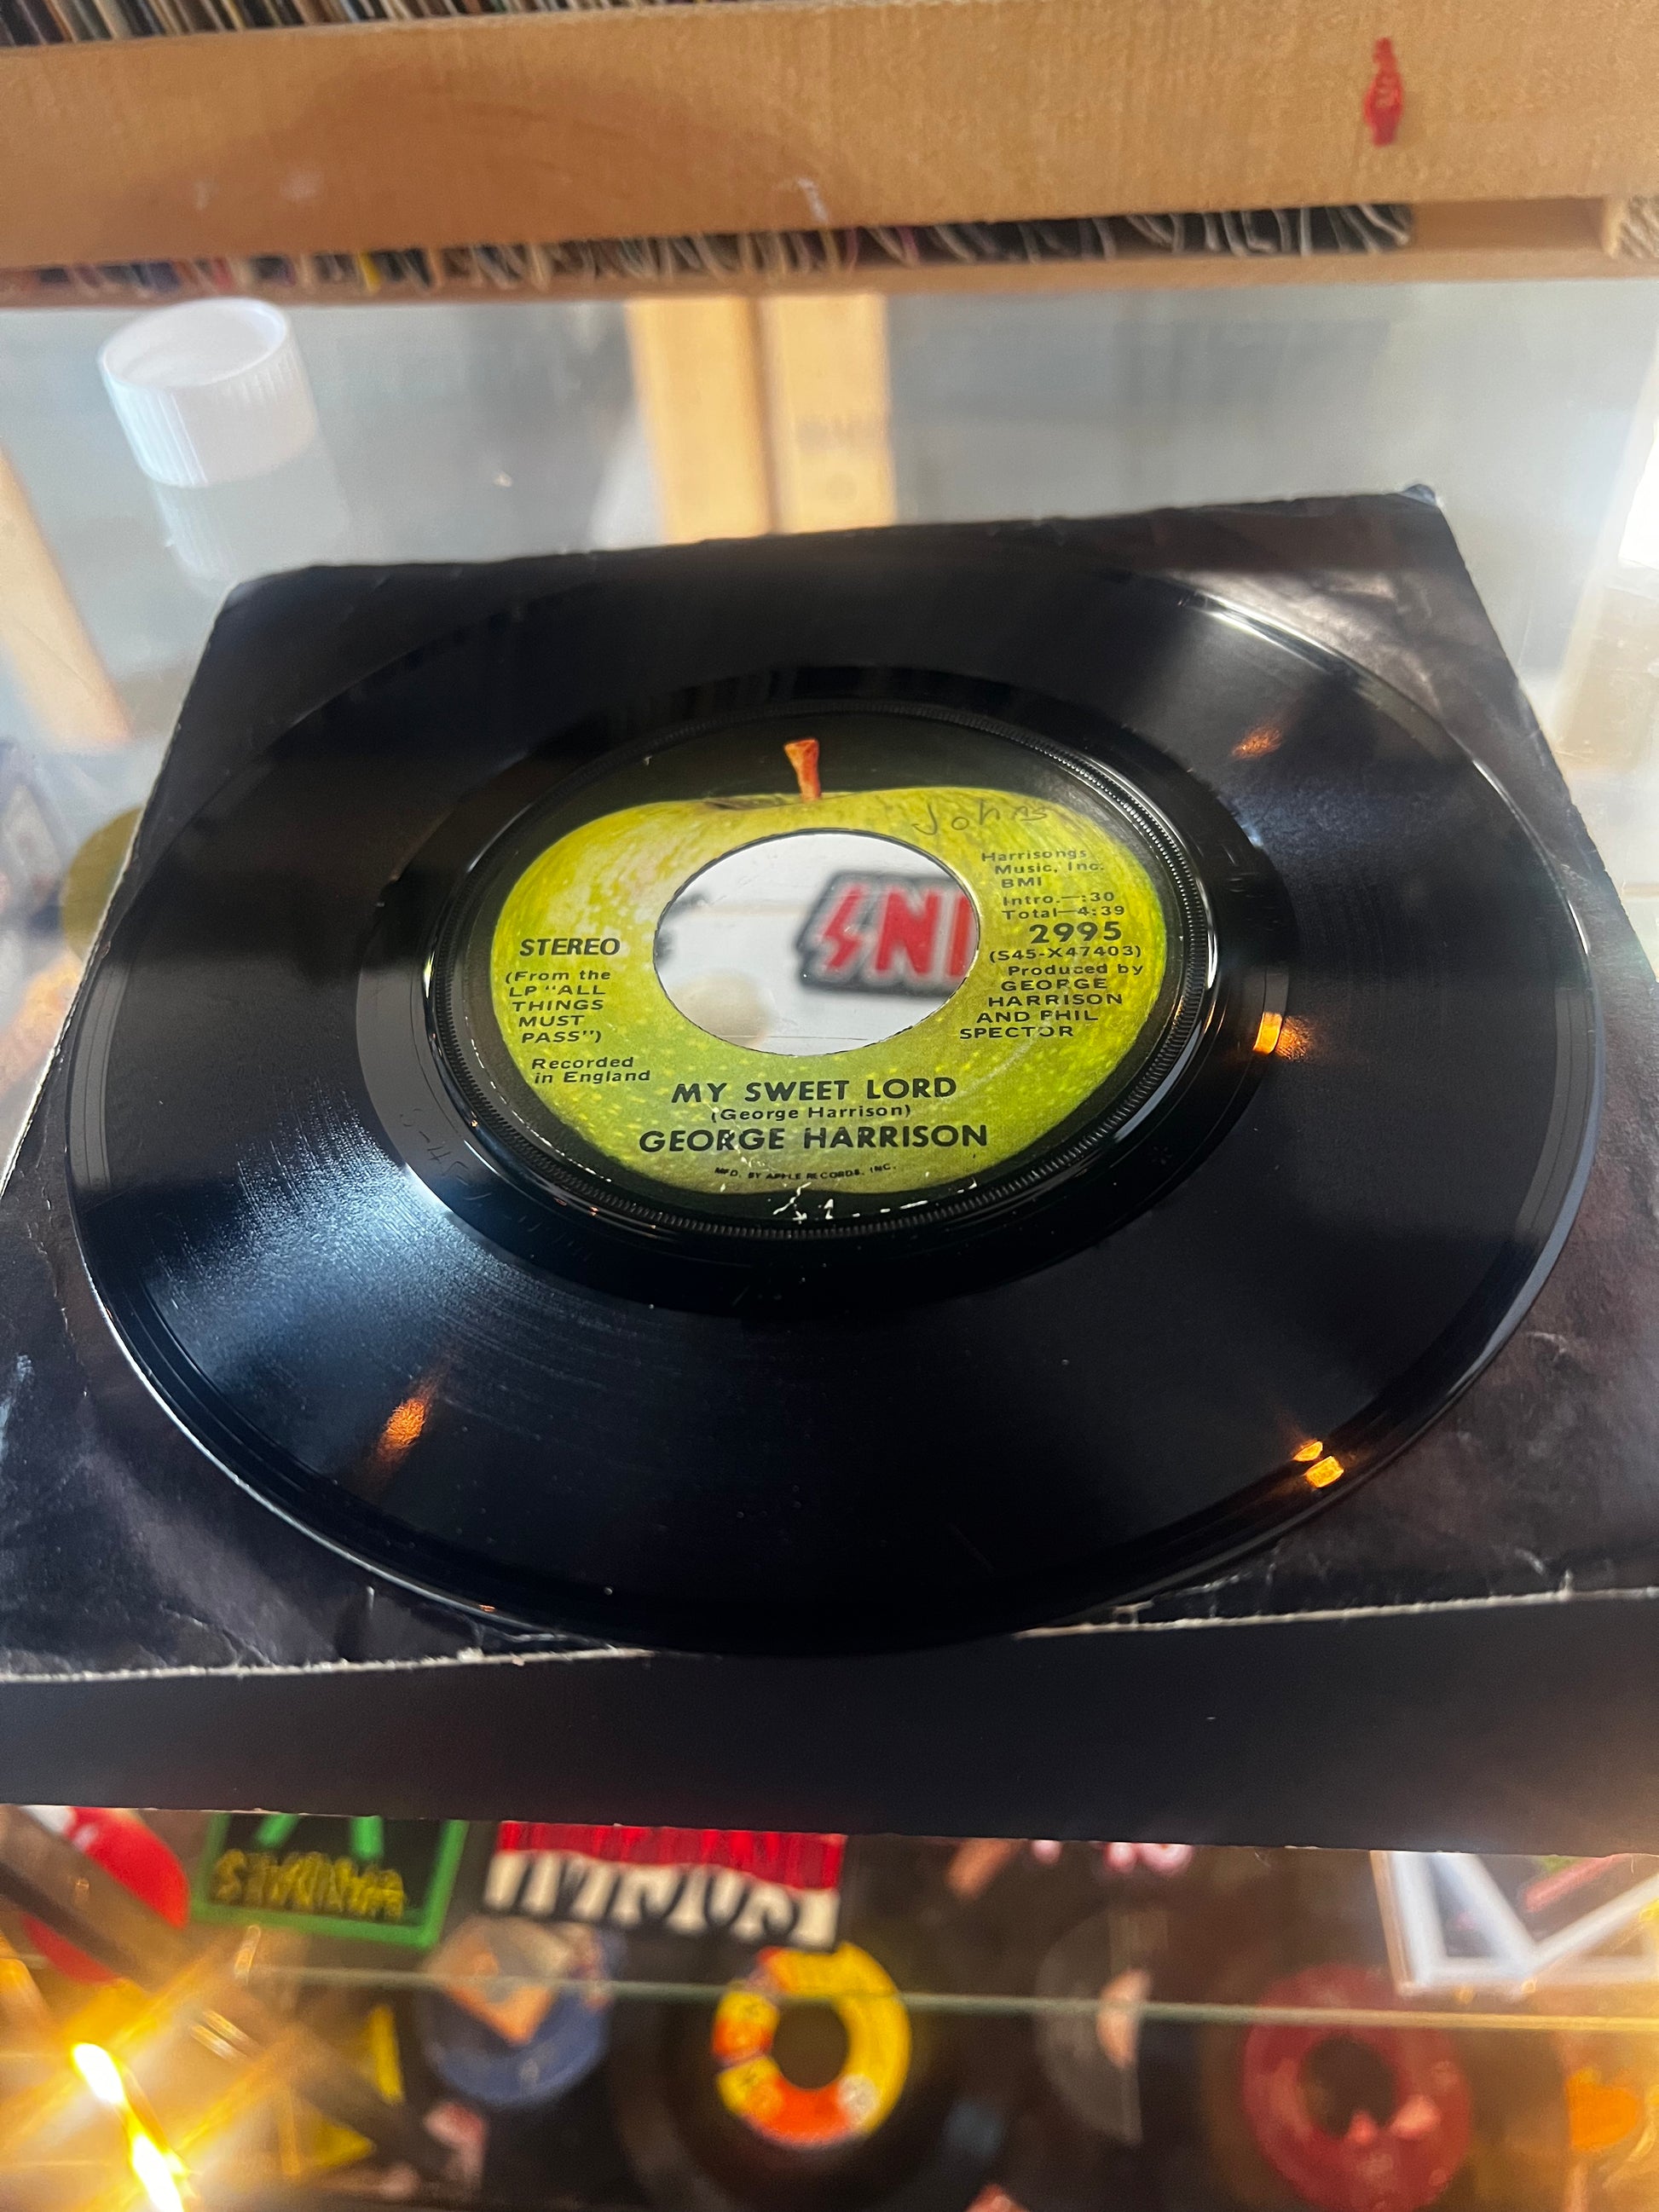 Johns
Harrisongs
Music, Inc.
BMI
Intro.—:30
Total—4:39
2995
(S45-X47403)
Produced by
GEORGE
HARRISON
AND PHIL
SPECTOR
STEREO
(From the
LP "ALL
THINGS
MUST
PASS")
Recorded
in England
MY SWEET LORD
(George Harrison)
GEORGE HARRISON
MFD. BY APPLE RECORDS, INC.